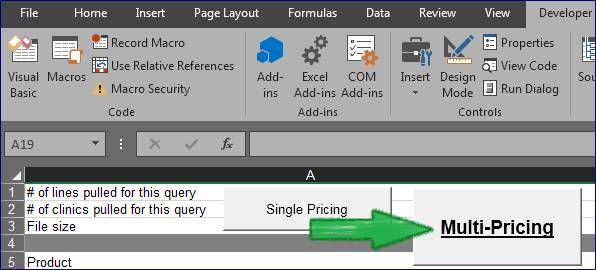 File Home Insert Page Layout Formulas Data Review View Developer
Visual Basic
Macros
Record Macro
Use Relative References
Macro Security
Code
Add-ins
Excel Add-ins
COM Add-ins
Add-ins
Insert
Design Mode
Properties
View Code
Run Dialog
Controls
Sou
A19 fx
A
1 # of lines pulled for this query
2 # of clinics pulled for this query
3 File size
4
5 Product
Single Pricing
Multi-Pricing